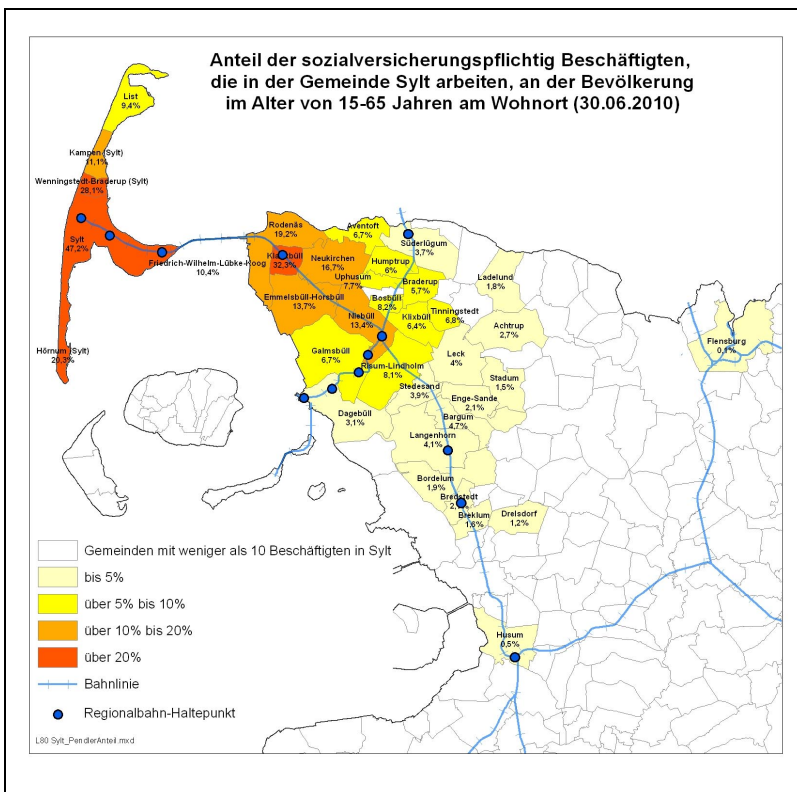 Anteil der sozialversicherungspflichtig Beschäftigten,
die in der Gemeinde Sylt arbeiten, an der Bevölkerung
im Alter von 15-65 Jahren am Wohnort (30.06.2010)
List
9,4%
Kampen (Sylt)
11,1%
Wenningstedt-Braderup (Sylt)
28,1%
Sylt
47,2%
Hörnum (Sylt)
20,3%
Friedrich-Wilhelm-Lübke-Koog
10,4%
Rodenäs
19,2%
Klanxbüll
32,3%
Neukirchen
16,7%
Aventoft
6,7%
Süderlügum
3,7%
Humptrup
6%
Uphusum
7,7%
Braderup
5,7%
Ladelund
1,8%
Emmelsbüll-Horsbüll
13,7%
Bosbüll
8,2%
Niebüll
13,4%
Klixbüll
6,4%
Tinningstedt
6,8%
Achtrup
2,7%
Galmsbüll
6,7%
Risum-Lindholm
8,1%
Leck
4%
Stadum
1,5%
Stedesand
3,9%
Enge-Sande
2,1%
Dagebüll
3,1%
Bargum
4,7%
Langenhorn
4,1%
Bordelum
1,9%
Bredstedt
2,
Breklum
1,6%
Drelsdorf
1,2%
Flensburg
0,1%
Husum
0,5%
Gemeinden mit weniger als 10 Beschäftigten in Sylt
bis 5%
über 5% bis 10%
über 10% bis 20%
über 20%
Bahnlinie
Regionalbahn-Haltepunkt
L80 Sylt_PendlerAnteil.mxd